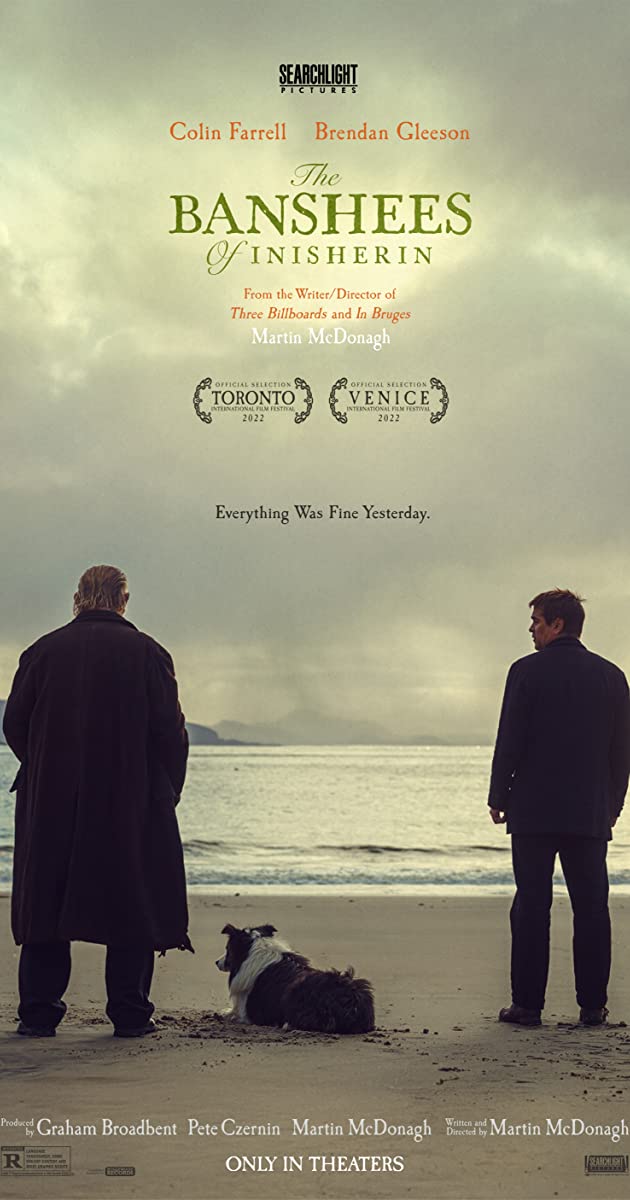 SEARCHLIGHT
PICTURES
Colin Farrell Brendan Gleeson
The
BANSHEES
Of INISHERIN
From the Writer/Director of
Three Billboards and In Bruges
Martin McDonagh
OFFICIAL SELECTION
TORONTO
INTERNATIONAL FILM FESTIVAL
2022
OFFICIAL SELECTION
VENICE
INTERNATIONAL FILM FESTIVAL
2022
Everything Was Fine Yesterday.
Produced by Graham Broadbent Pete Czernin Martin McDonagh Written and Directed by Martin McDonagh
R
ONLY IN THEATERS
SEARCHLIGHT